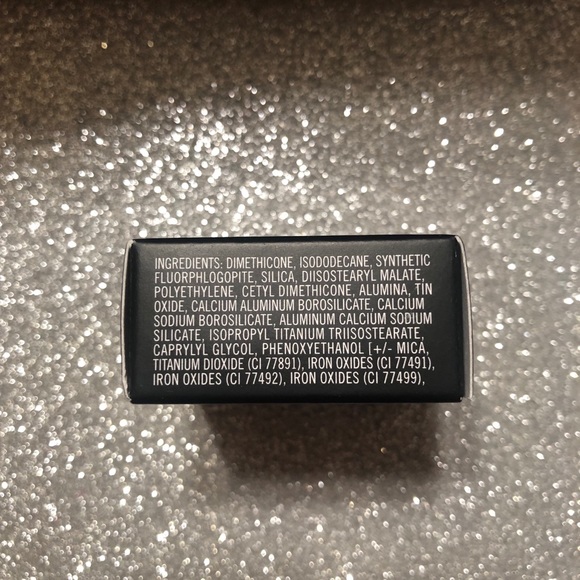 INGREDIENTS: DIMETHICONE, ISODODECANE, SYNTHETIC
FLUORPHLOGOPITE, SILICA, DIISOSTEARYL MALATE,
POLYETHYLENE, CETYL DIMETHICONE, ALUMINA, TIN
OXIDE, CALCIUM ALUMINUM BOROSILICATE, CALCIUM
SODIUM BOROSILICATE, ALUMINUM CALCIUM SODIUM
SILICATE, ISOPROPYL TITANIUM TRIISOSTEARATE,
CAPRYLYL GLYCOL, PHENOXYETHANOL [+/- MICA,
TITANIUM DIOXIDE (CI 77891), IRON OXIDES (CI 77491),
IRON OXIDES (CI 77492), IRON OXIDES (CI 77499),